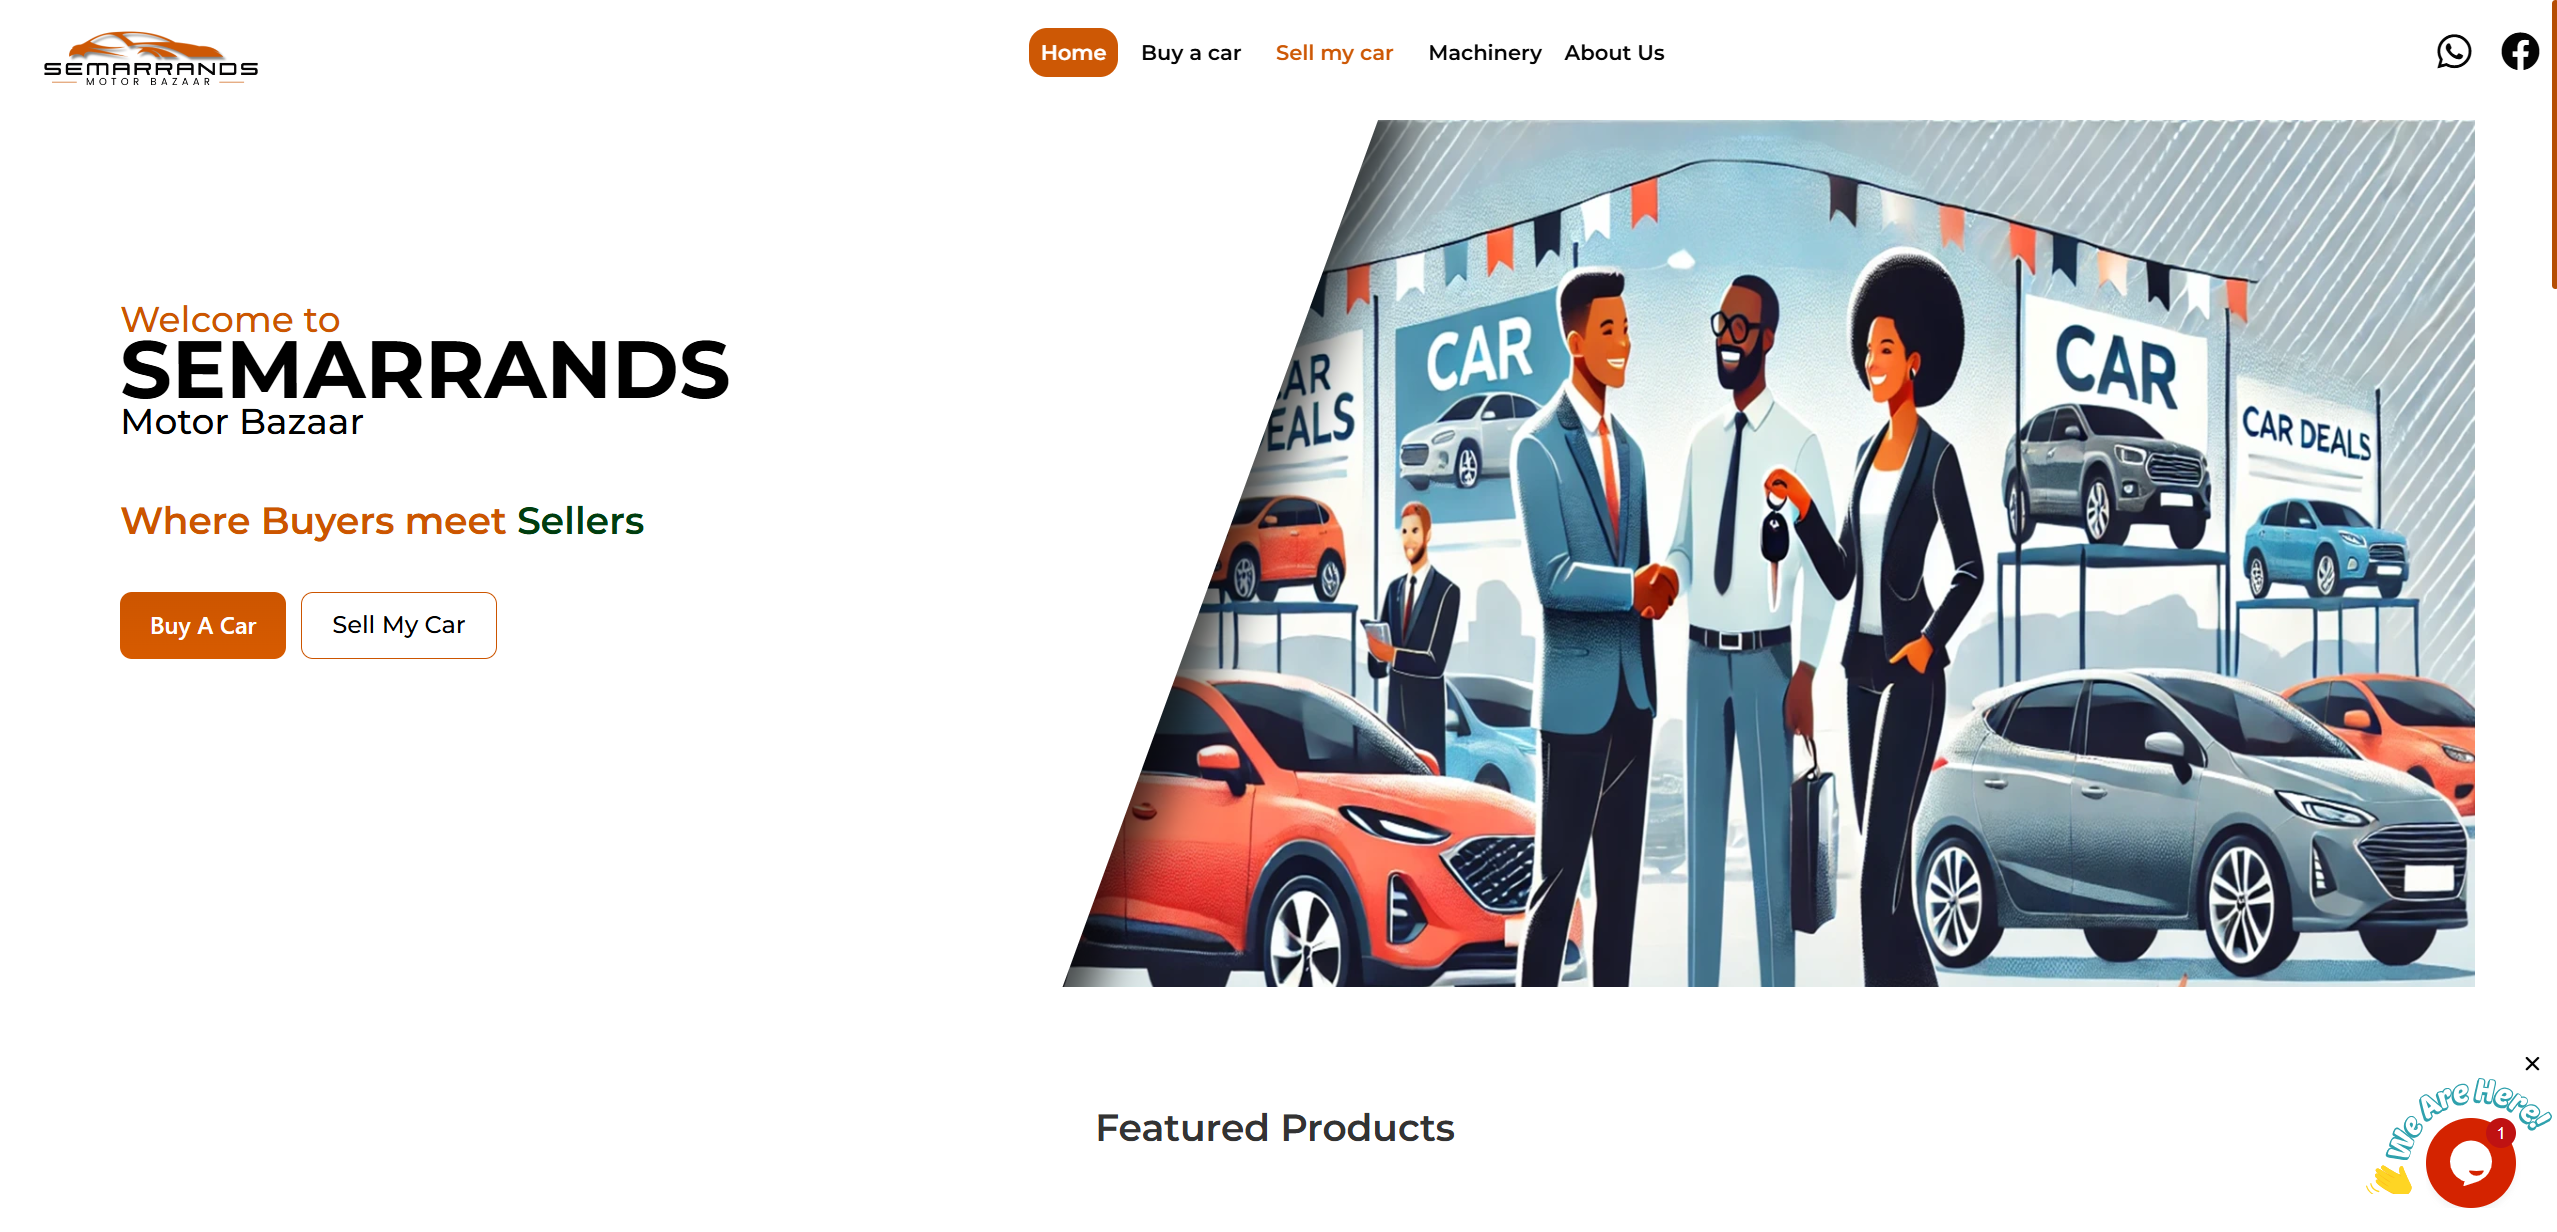 SEMARRANDS
MOTOR BAZAAR
Home
Buy a car
Sell my car
Machinery
About Us
Welcome to
SEMARRANDS
Motor Bazaar
Where Buyers meet Sellers
Buy A Car
Sell My Car
AR
EALS
CAR
CAR
CAR DEALS
Featured Products
We Are Here!
1